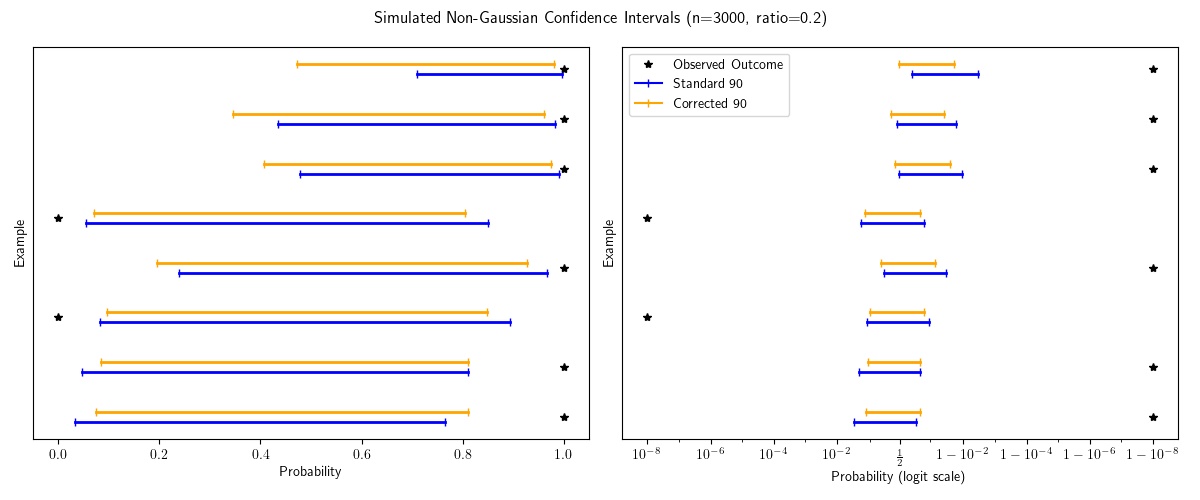 Simulated Non-Gaussian Confidence Intervals (n=3000, ratio=0.2)
Example
0.0 0.2 0.4 0.6 0.8 1.0
Probability
Observed Outcome
Standard 90
Corrected 90
Example
10⁻⁸ 10⁻⁶ 10⁻⁴ 10⁻² 1/2 1 − 10⁻² 1 − 10⁻⁴ 1 − 10⁻⁶ 1 − 10⁻⁸
Probability (logit scale)